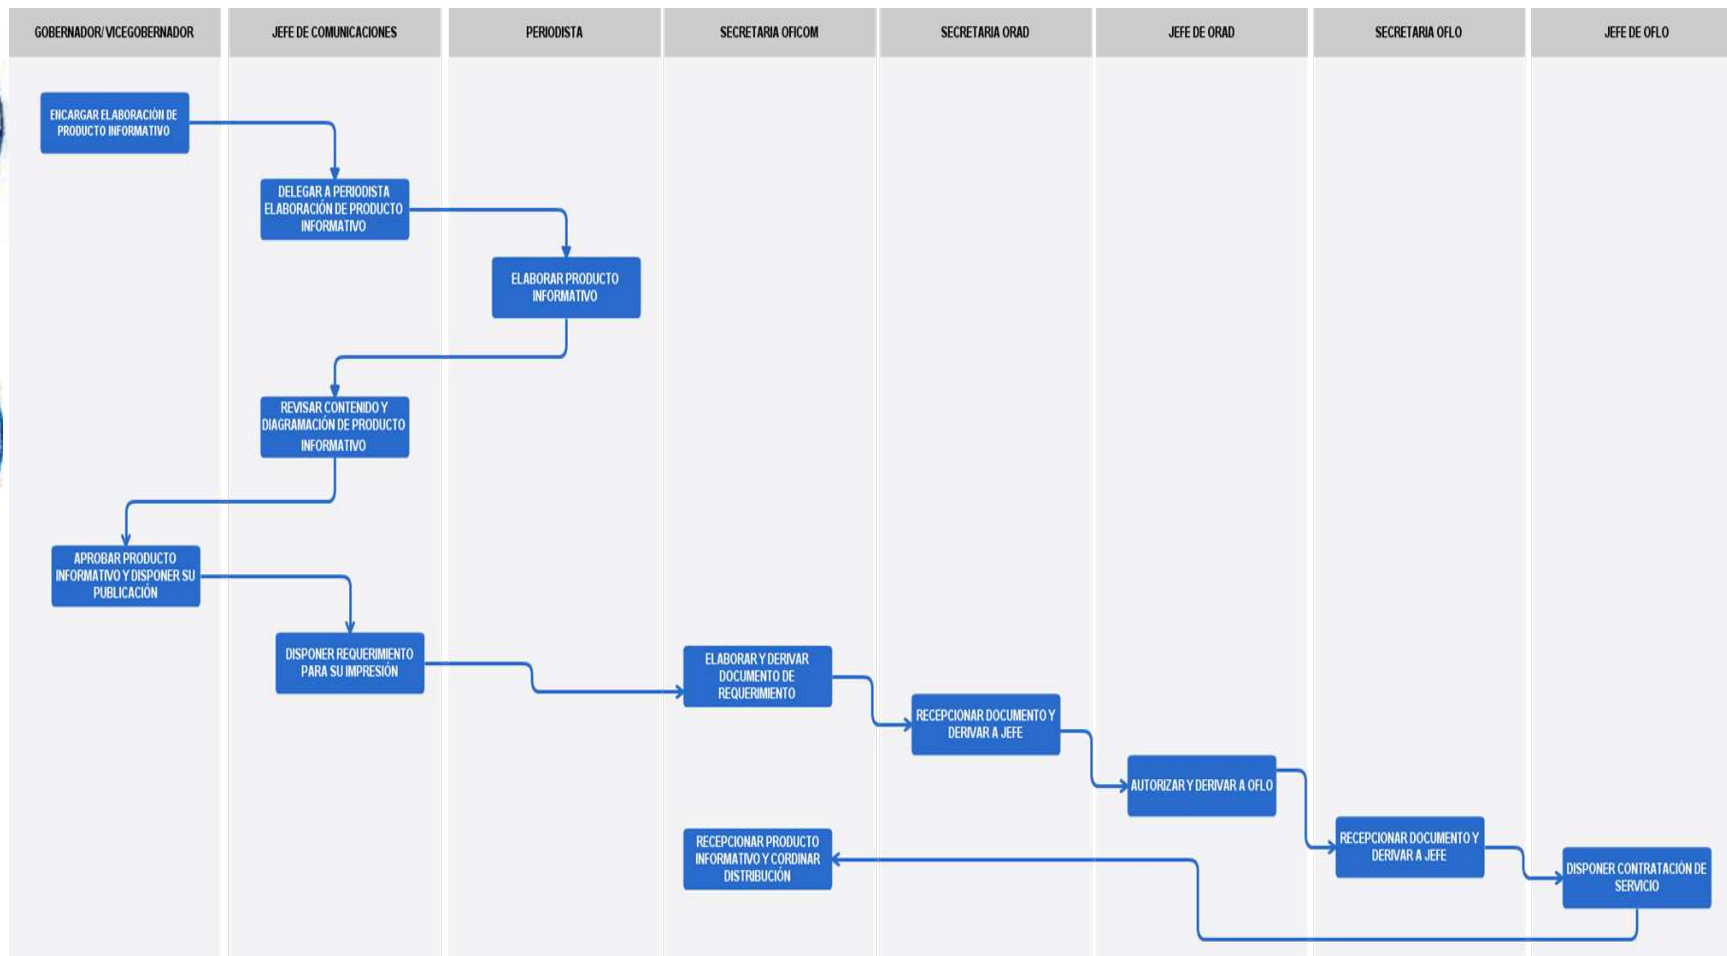 GOBERNADOR/ VICEGOBERNADOR
JEFE DE COMUNICACIONES
PERIODISTA
SECRETARIA OFICOM
SECRETARIA ORAD
JEFE DE ORAD
SECRETARIA OFLO
JEFE DE OFLO
ENCARGAR ELABORACIÓN DE
PRODUCTO INFORMATIVO
DELEGAR A PERIODISTA
ELABORACIÓN DE PRODUCTO
INFORMATIVO
ELABORAR PRODUCTO
INFORMATIVO
REVISAR CONTENIDO Y
DIAGRAMACIÓN DE PRODUCTO
INFORMATIVO
APROBAR PRODUCTO
INFORMATIVO Y DISPONER SU
PUBLICACIÓN
DISPONER REQUERIMIENTO
PARA SU IMPRESIÓN
ELABORAR Y DERIVAR
DOCUMENTO DE
REQUERIMIENTO
RECEPCIONAR DOCUMENTO Y
DERIVAR A JEFE
AUTORIZAR Y DERIVAR A OFLO
RECEPCIONAR DOCUMENTO Y
DERIVAR A JEFE
DISPONER CONTRATACIÓN DE
SERVICIO
RECEPCIONAR PRODUCTO
INFORMATIVO Y CORDINAR
DISTRIBUCIÓN